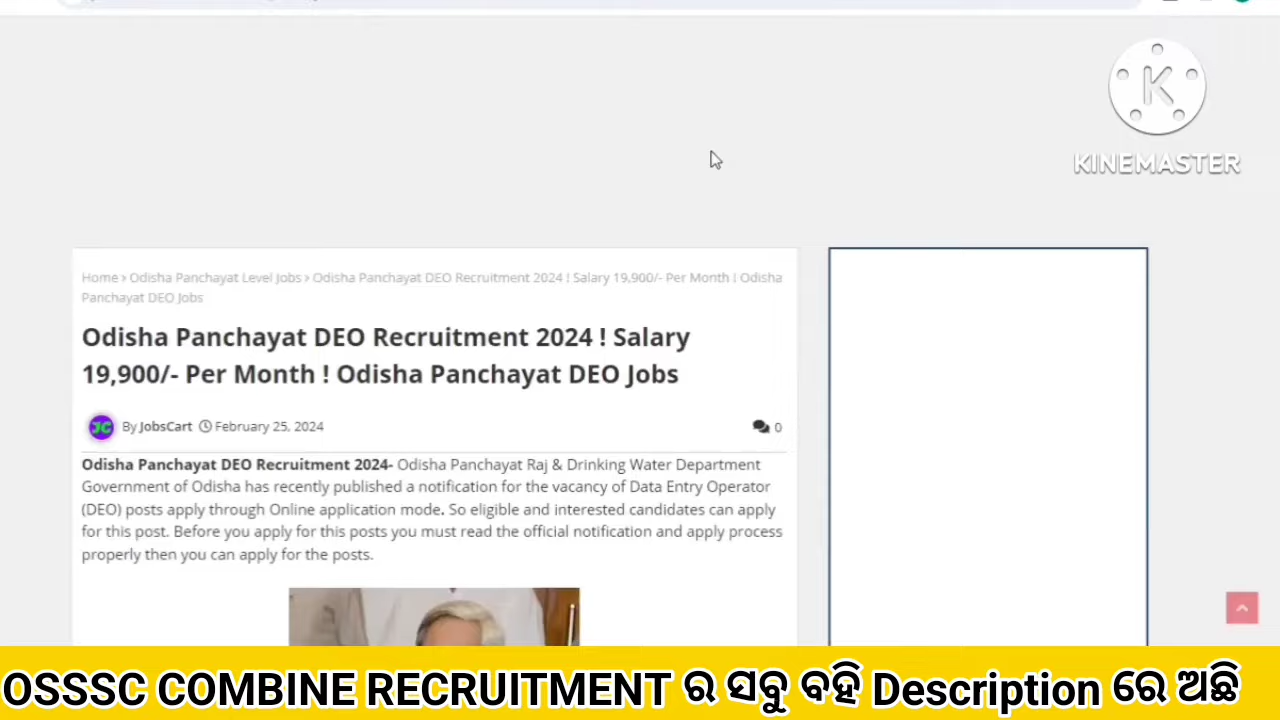 K
KINEMASTER
Home › Odisha Panchayat Level Jobs › Odisha Panchayat DEO Recruitment 2024 ! Salary 19,900/- Per Month ! Odisha
Panchayat DEO Jobs
Odisha Panchayat DEO Recruitment 2024 ! Salary
19,900/- Per Month ! Odisha Panchayat DEO Jobs
JC By JobsCart February 25, 2024 0
Odisha Panchayat DEO Recruitment 2024- Odisha Panchayat Raj & Drinking Water Department
Government of Odisha has recently published a notification for the vacancy of Data Entry Operator
(DEO) posts apply through Online application mode. So eligible and interested candidates can apply
for this post. Before you apply for this posts you must read the official notification and apply process
properly then you can apply for the posts.
OSSSC COMBINE RECRUITMENT ର ସବୁ ବହି Description ରେ ଅଛି